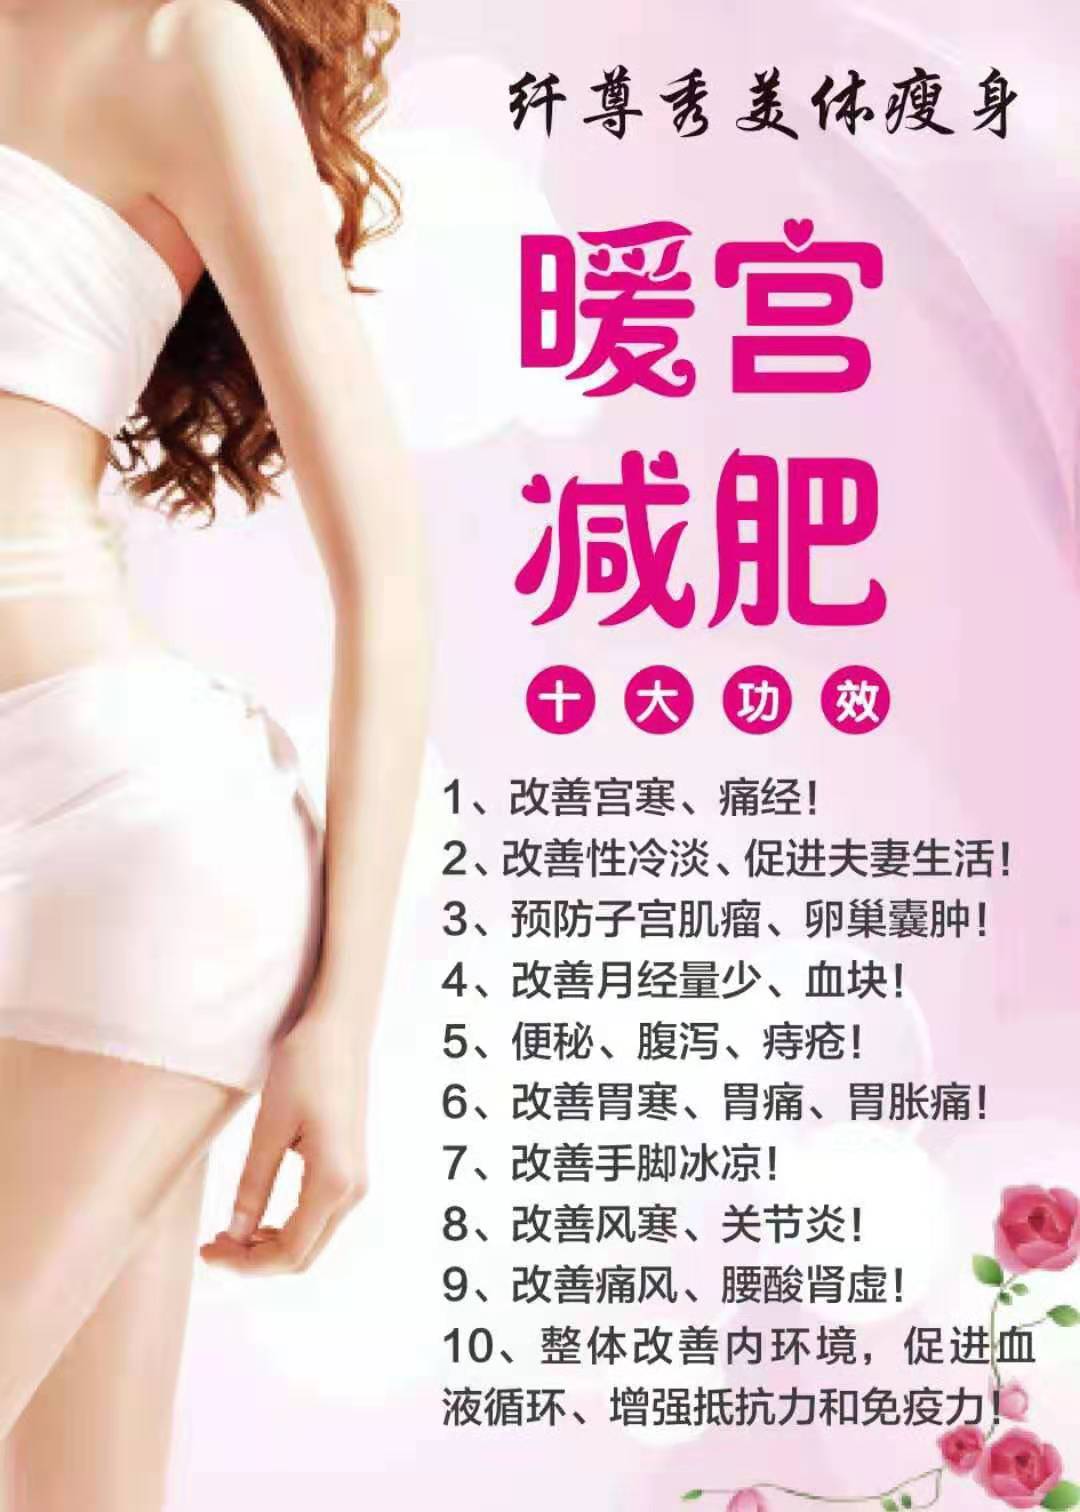 纤尊秀美体瘦身
暖宫
减肥
十大功效
1、改善宫寒、痛经！
2、改善性冷淡、促进夫妻生活！
3、预防子宫肌瘤、卵巢囊肿！
4、改善月经量少、血块！
5、便秘、腹泻、痔疮！
6、改善胃寒、胃痛、胃胀痛！
7、改善手脚冰凉！
8、改善风寒、关节炎！
9、改善痛风、腰酸肾虚！
10、整体改善内环境，促进血
液循环、增强抵抗力和免疫力！